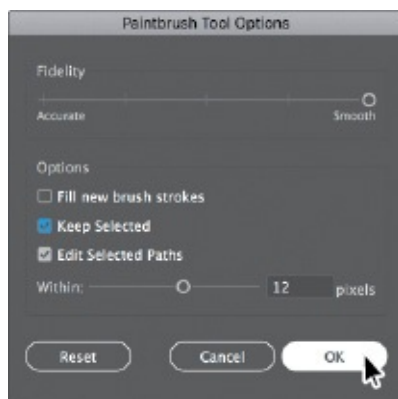 Paintbrush Tool Options
Fidelity
Accurate Smooth
Options
Fill new brush strokes
Keep Selected
Edit Selected Paths
Within: 12 pixels
Reset Cancel OK